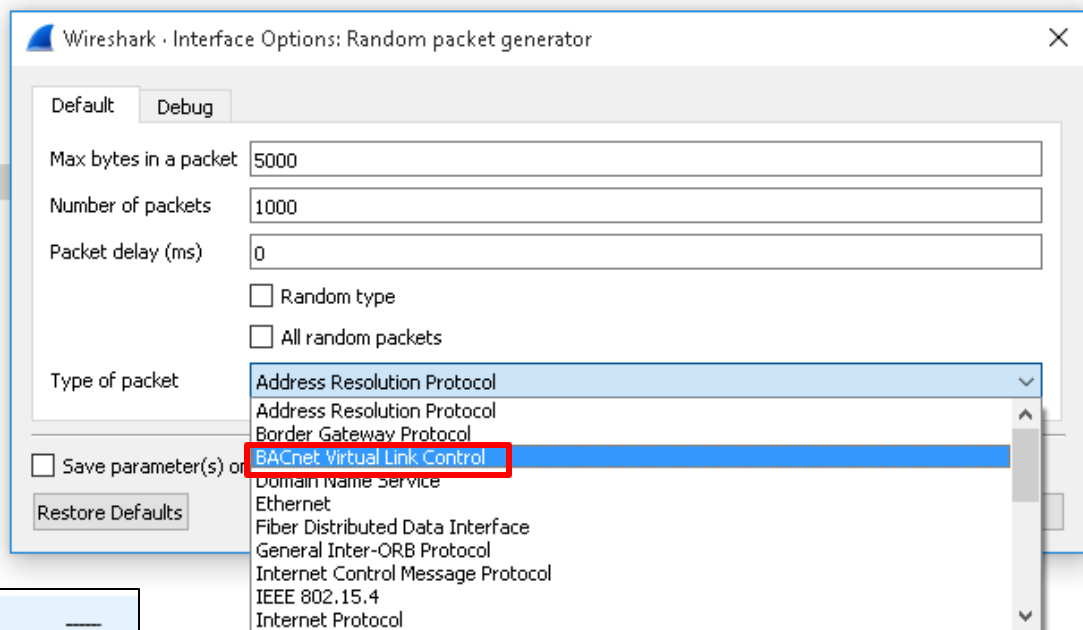 Wireshark · Interface Options: Random packet generator
Default Debug
Max bytes in a packet 5000
Number of packets 1000
Packet delay (ms) 0
Random type
All random packets
Type of packet Address Resolution Protocol
Address Resolution Protocol
Border Gateway Protocol
Save parameter(s) BACnet Virtual Link Control
Domain Name Service
Ethernet
Restore Defaults Fiber Distributed Data Interface
General Inter-ORB Protocol
Internet Control Message Protocol
IEEE 802.15.4
Internet Protocol